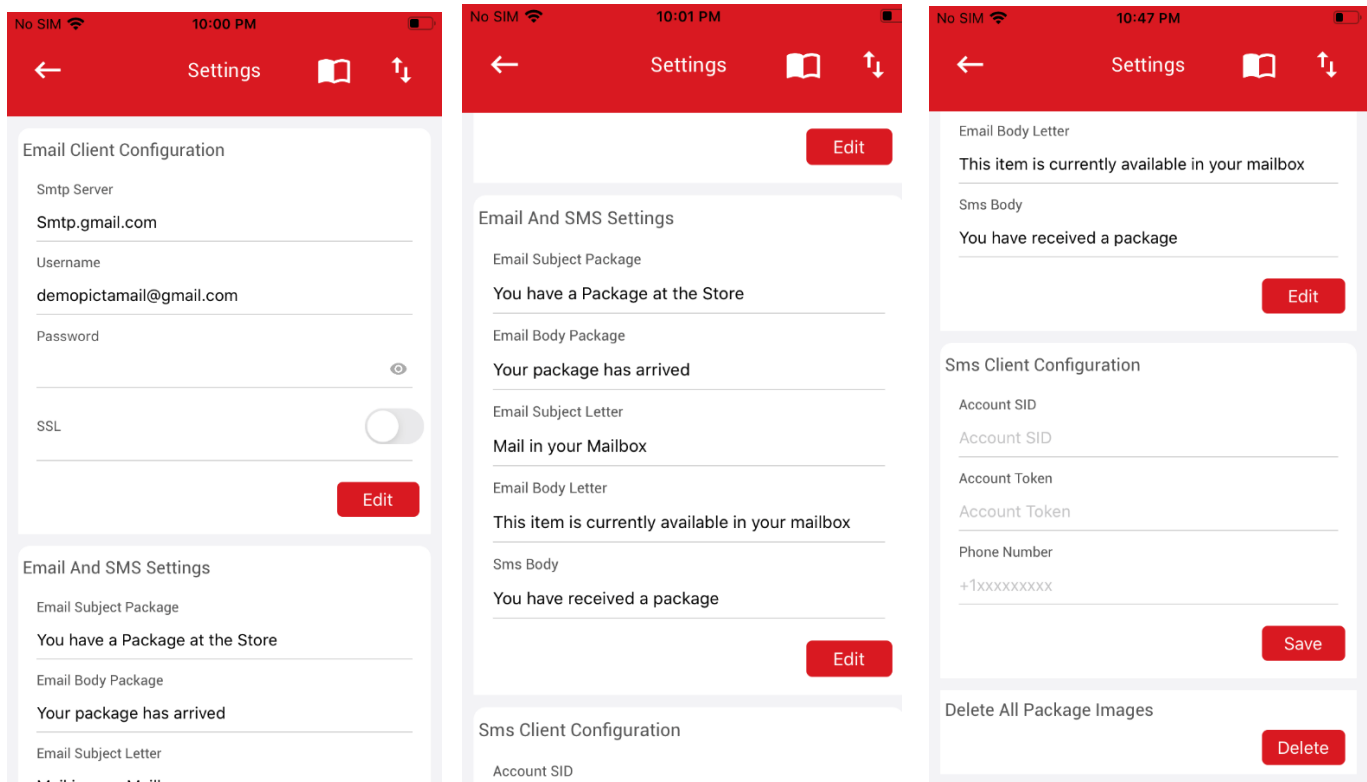 No SIM 10:00 PM
Settings
Email Client Configuration
Smtp Server
Smtp.gmail.com
Username
demopictamail@gmail.com
Password
SSL
Edit
Email And SMS Settings
Email Subject Package
You have a Package at the Store
Email Body Package
Your package has arrived
Email Subject Letter
No SIM 10:01 PM
Settings
Edit
Email And SMS Settings
Email Subject Package
You have a Package at the Store
Email Body Package
Your package has arrived
Email Subject Letter
Mail in your Mailbox
Email Body Letter
This item is currently available in your mailbox
Sms Body
You have received a package
Edit
Sms Client Configuration
Account SID
No SIM 10:47 PM
Settings
Email Body Letter
This item is currently available in your mailbox
Sms Body
You have received a package
Edit
Sms Client Configuration
Account SID
Account SID
Account Token
Account Token
Phone Number
+1xxxxxxxxx
Save
Delete All Package Images
Delete